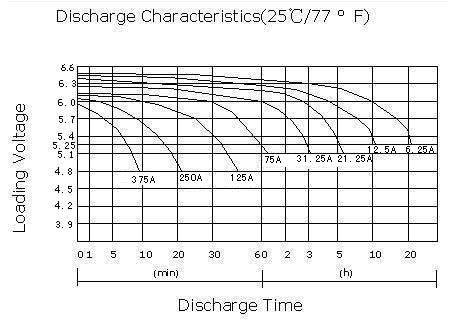 Discharge Characteristics(25℃/77 º F)
Loading Voltage
6.6
6.3
6.0
5.7
5.4
5.25
5.1
4.8
4.5
4.2
3.9
375A
250A
125A
75A
31.25A
21.25A
12.5A
6.25A
0 1 5 10 20 30 60 2 3 5 10 20
(min) (h)
Discharge Time